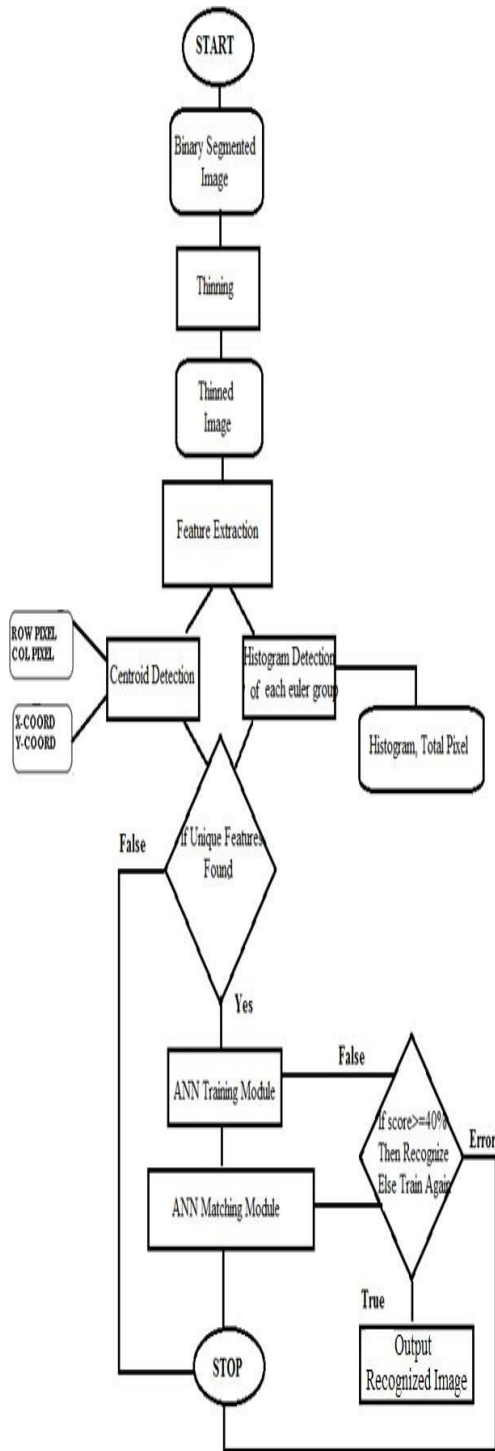 START
Binary Segmented
Image
Thinning
Thinned
Image
Feature Extraction
ROW PIXEL
COL PIXEL
Centroid Detection
Histogram Detection
of each euler group
X-COORD
Y-COORD
Histogram, Total Pixel
False
If Unique Features
Found
Yes
ANN Training Module
False
If score>=40%
Then Recognize
Else Train Again
Error
ANN Matching Module
True
STOP
Output
Recognized Image